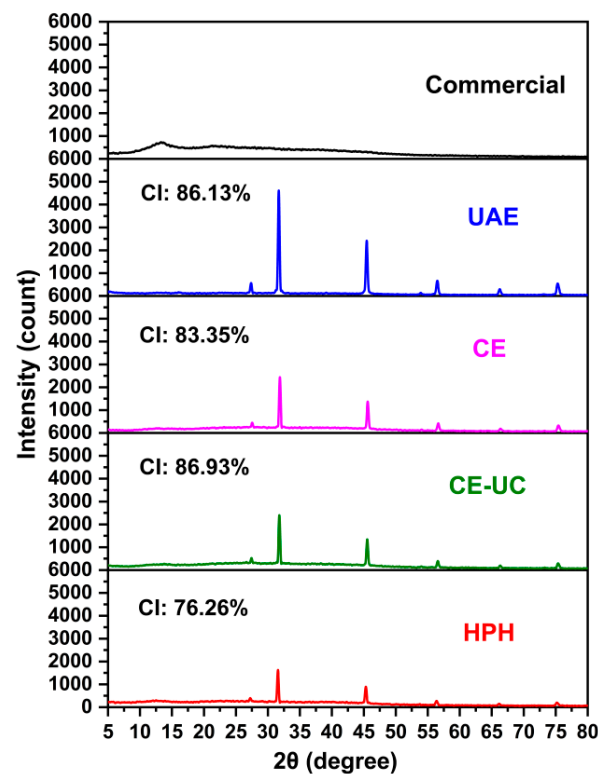 6000
5000
4000
3000
2000
1000
Commercial
6000
5000
4000
3000
2000
1000
CI: 86.13%
UAE
6000
5000
4000
3000
2000
1000
CI: 83.35%
CE
6000
5000
4000
3000
2000
1000
CI: 86.93%
CE-UC
6000
5000
4000
3000
2000
1000
0
CI: 76.26%
HPH
Intensity (count)
5 10 15 20 25 30 35 40 45 50 55 60 65 70 75 80
2θ (degree)